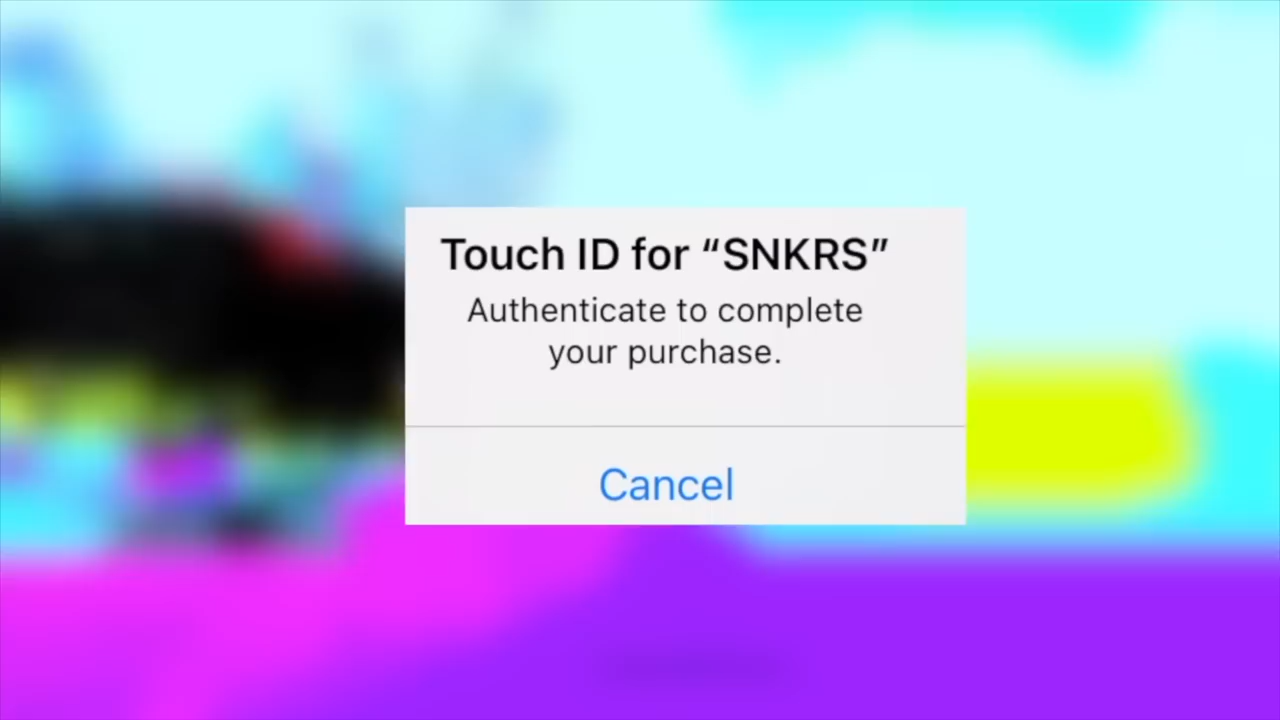 Touch ID for “SNKRS”
Authenticate to complete
your purchase.
Cancel